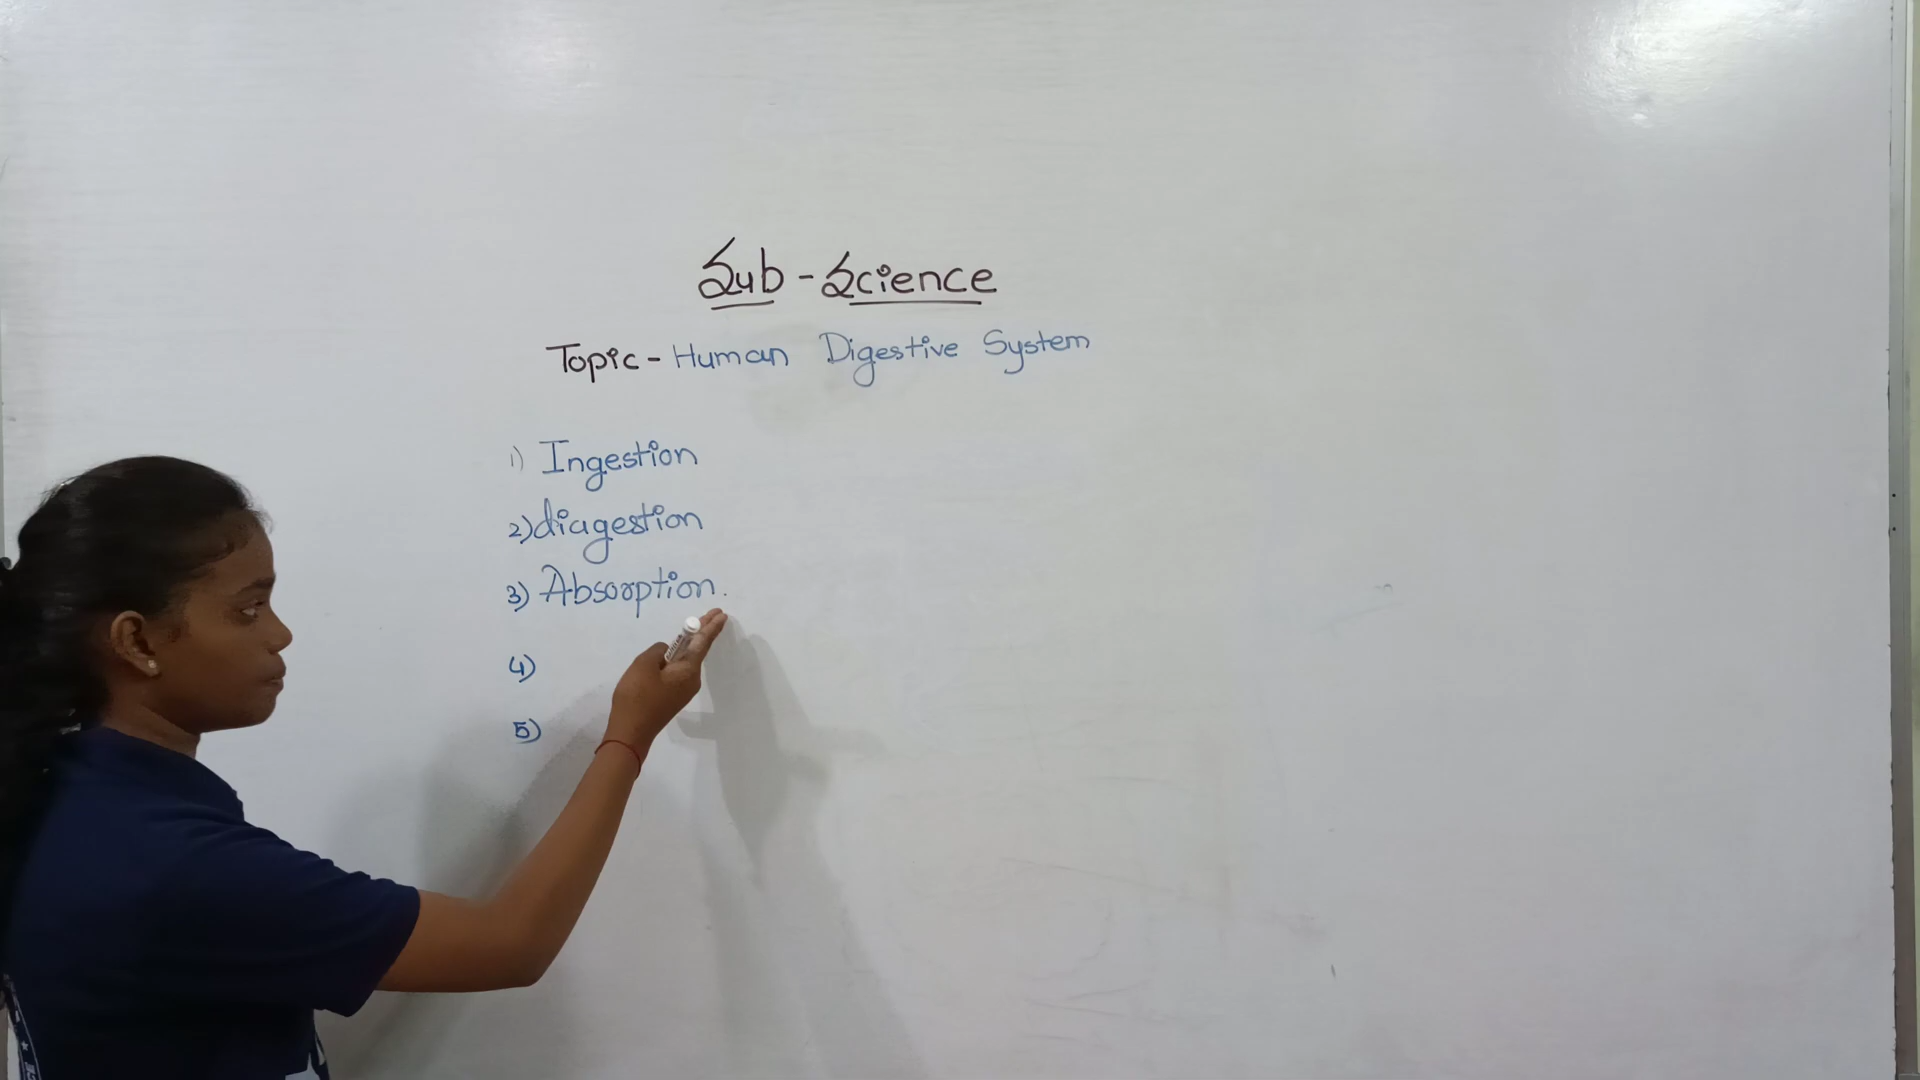 Sub - Science
Topic - Human Digestive System
1) Ingestion
2) diagestion
3) Absorption.
4)
5)